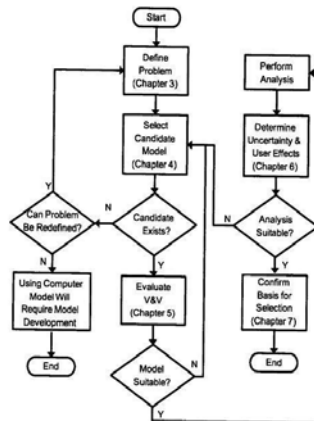 Start
Define
Problem
(Chapter 3)
Select
Candidate
Model
(Chapter 4)
Y
Can Problem
Be Redefined?
N
Candidate
Exists?
N
Y
Using Computer
Model Will
Require Model
Development
End
Evaluate
V&V
(Chapter 5)
Model
Suitable?
N
Y
Perform
Analysis
Determine
Uncertainty &
User Effects
(Chapter 6)
N
Analysis
Suitable?
Y
Confirm
Basis for
Selection
(Chapter 7)
End